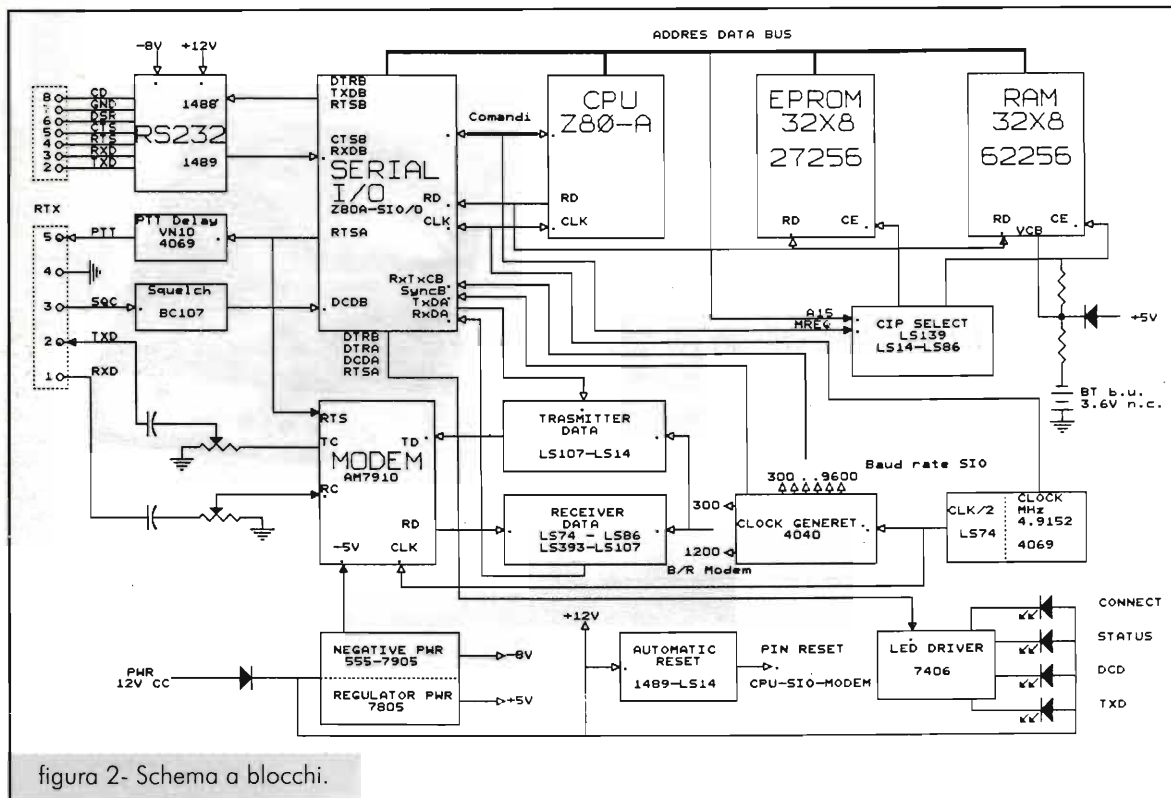 ADDRES DATA BUS
-8V +12V
8 CD
GND
6 DSR
5 CTS
4 RTS
3 RXD
2 TXD
1488
RS232
1489
DTRB
TXDB
RTSB
CTSB
RXDB
SERIAL
I/O
Z80A-SIO/0
RTSA
DCDB
RD
CLK
RxTxCB
SyncB
TxDA
RxDA
DTRB
DTRA
DCDA
RTSA
Comandi
CPU
Z80-A
RD
CLK
EPROM
32X8
27256
RD CE
RAM
32X8
62256
RD CE
VCB
RTX
5 PTT
4
3 SQC
2 TXD
1 RXD
PTT Delay
VN10
4069
Squelch
BC107
A15
MREQ
CIP SELECT
LS139
LS14-LS86
+5V
BT b.u.
3.6V n.c.
RTS
TC TD
MODEM
AM7910
RC
RD
-5V CLK
TRASMITTER
DATA
LS107-LS14
RECEIVER
DATA
LS74 - LS86
LS393-LS107
Baud rate SIO
300 ..9600
300
CLOCK GENERET
4040
1200
B/R Modem
CLK/2
LS74
CLOCK
MHz
4.9152
4069
+12V
PWR
12V CC
NEGATIVE PWR
555-7905
-8V
REGULATOR PWR
7805
+5V
AUTOMATIC
RESET
1489-LS14
PIN RESET
CPU-SIO-MODEM
LED DRIVER
7406
CONNECT
STATUS
DCD
TXD
figura 2- Schema a blocchi.